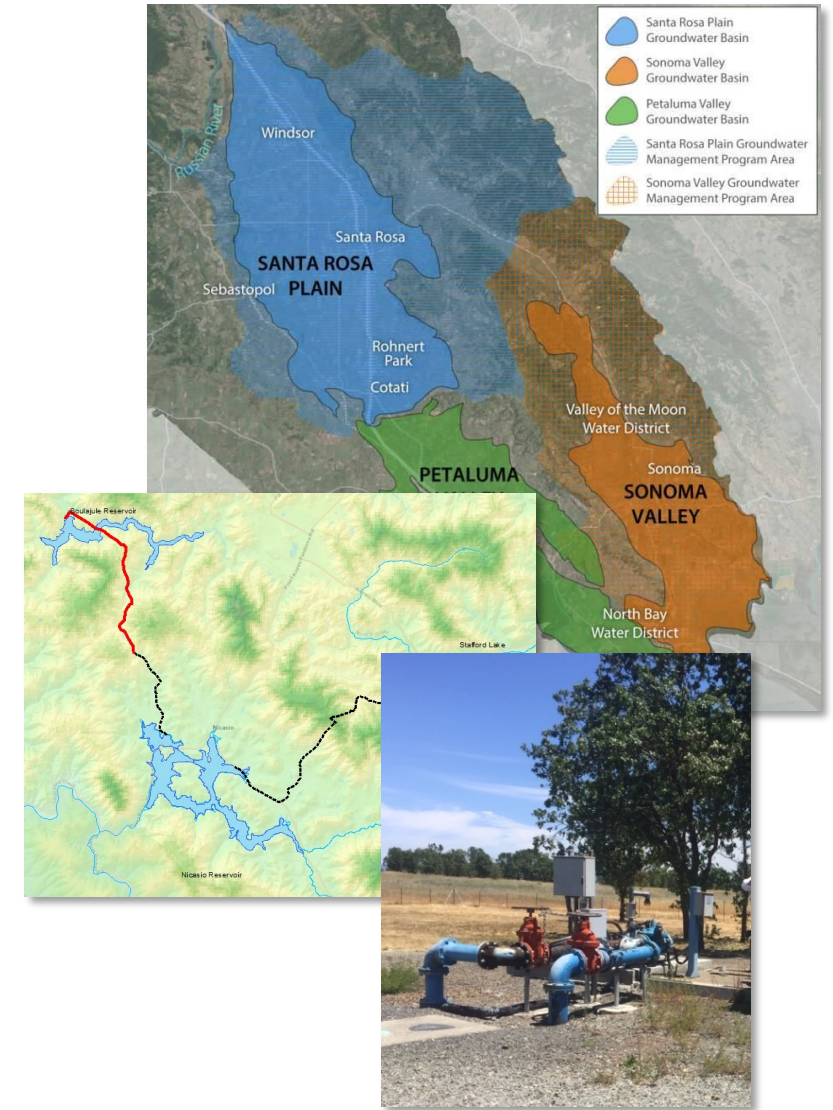 Santa Rosa Plain
Groundwater Basin
Sonoma Valley
Groundwater Basin
Petaluma Valley
Groundwater Basin
Santa Rosa Plain Groundwater
Management Program Area
Sonoma Valley Groundwater
Management Program Area
Russian River
Windsor
Santa Rosa
SANTA ROSA
PLAIN
Sebastopol
Rohnert
Park
Cotati
Valley of the Moon
Water District
PETALUMA
Sonoma
SONOMA
VALLEY
North Bay
Water District
Soulajule Reservoir
Stafford Lake
Nicasio
Nicasio Reservoir